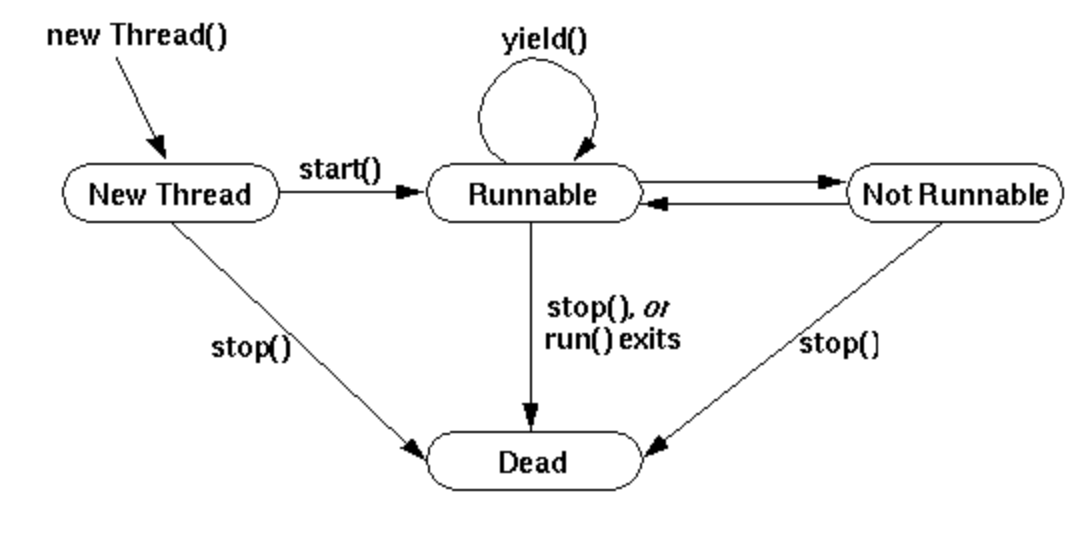 new Thread()
yield()
New Thread
start()
Runnable
Not Runnable
stop()
stop(), or
run() exits
stop()
Dead